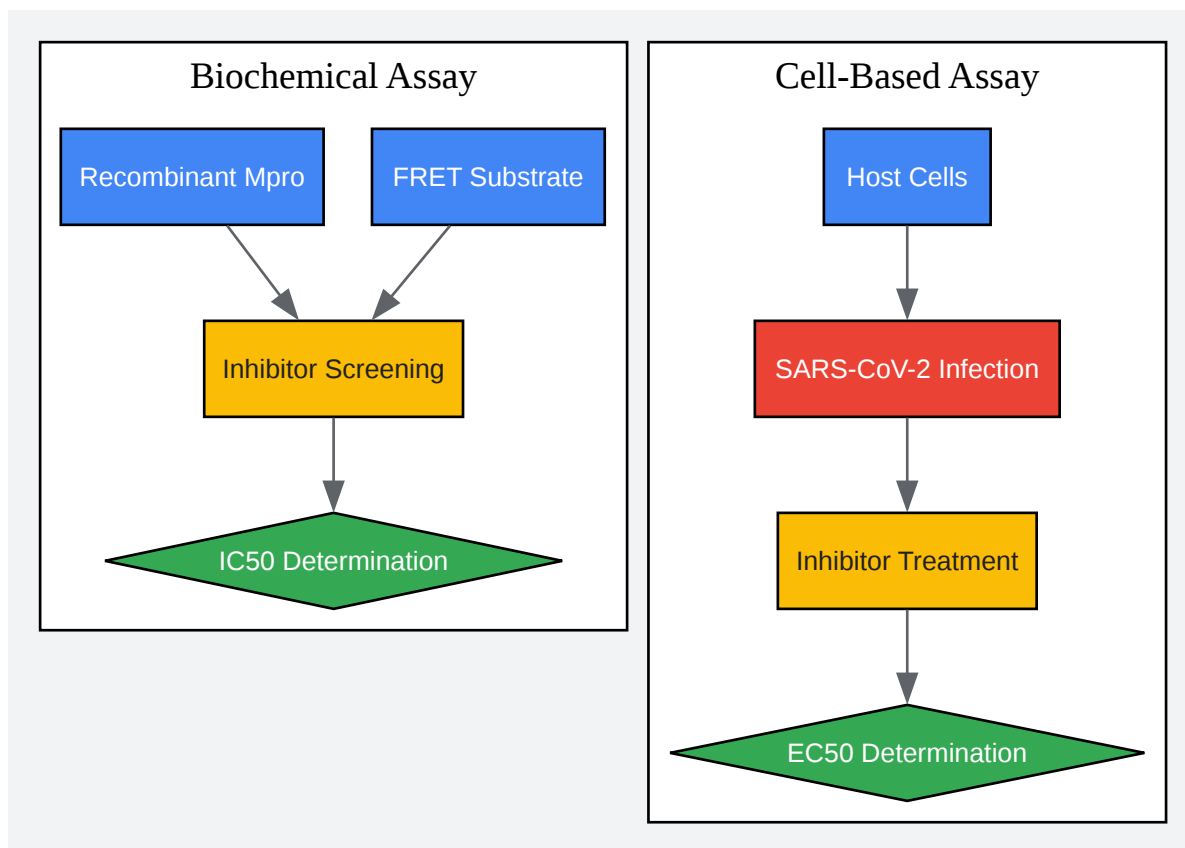 Biochemical Assay
Recombinant Mpro
FRET Substrate
Inhibitor Screening
IC50 Determination
Cell-Based Assay
Host Cells
SARS-CoV-2 Infection
Inhibitor Treatment
EC50 Determination